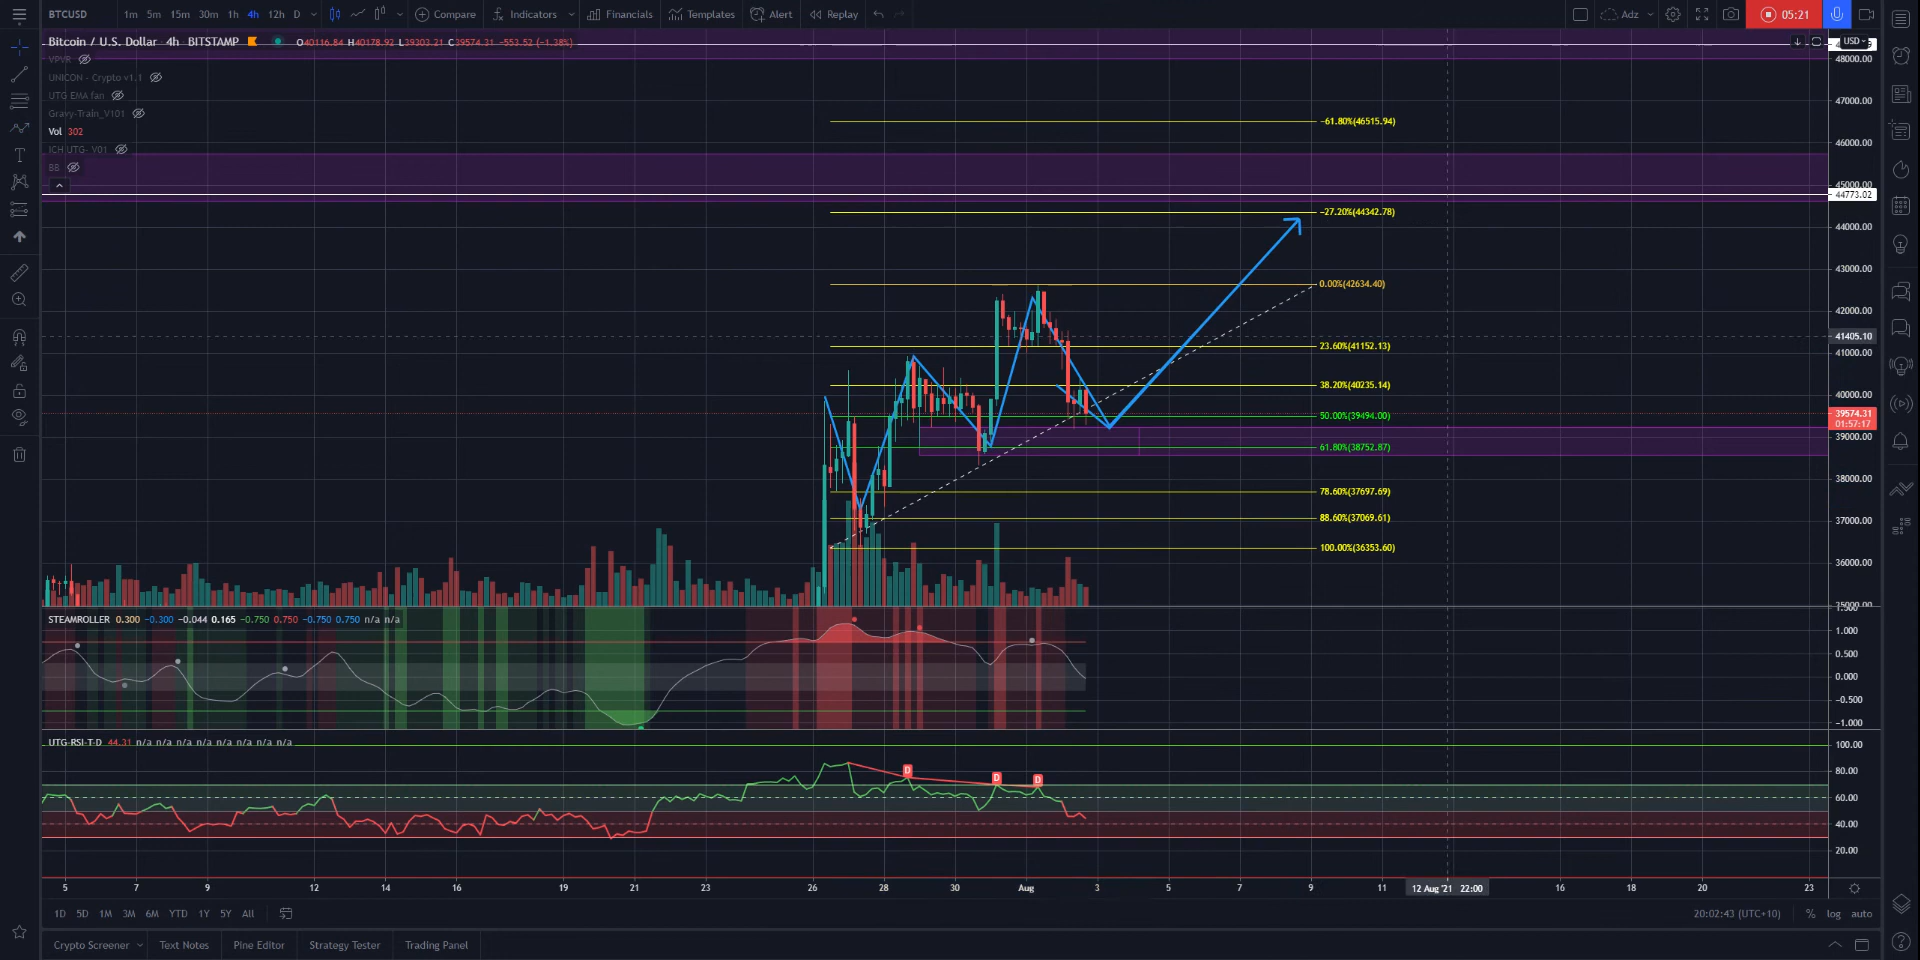 BTCUSD 1m 5m 15m 30m 1h 4h 12h D Compare Indicators Financials Templates Alert Replay Adz 05:21
Bitcoin / U.S. Dollar 4h BITSTAMP O40116.84 H40178.92 L39303.21 C39574.31 -553.52 (-1.38%)
USD
VPVR
48000.00
UNICON - Crypto v1.1
UTG EMA fan
47000.00
Gravy-Train_V101
-61.80%(46515.94)
Vol 302
46000.00
ICH UTG- V01
BB
45000.00
44773.02
-27.20%(44342.78)
44000.00
43000.00
0.00%(42634.40)
42000.00
41405.10
23.60%(41152.13)
41000.00
38.20%(40235.14)
40000.00
50.00%(39494.00)
39574.31
01:57:17
39000.00
61.80%(38752.87)
38000.00
78.60%(37697.69)
88.60%(37069.61)
37000.00
100.00%(36353.60)
36000.00
35000.00
1.500
STEAMROLLER 0.300 -0.300 -0.044 0.165 -0.750 0.750 -0.750 0.750 n/a n/a
1.000
0.500
0.000
-0.500
-1.000
UTG-RSI-T-D 44.31 n/a n/a n/a n/a n/a n/a n/a n/a
100.00
D D D
80.00
60.00
40.00
20.00
5 7 9 12 14 16 19 21 23 26 28 30 Aug 3 5 7 9 11 12 Aug '21 22:00 16 18 20 23
1D 5D 1M 3M 6M YTD 1Y 5Y All 20:02:43 (UTC+10) % log auto
Crypto Screener Text Notes Pine Editor Strategy Tester Trading Panel